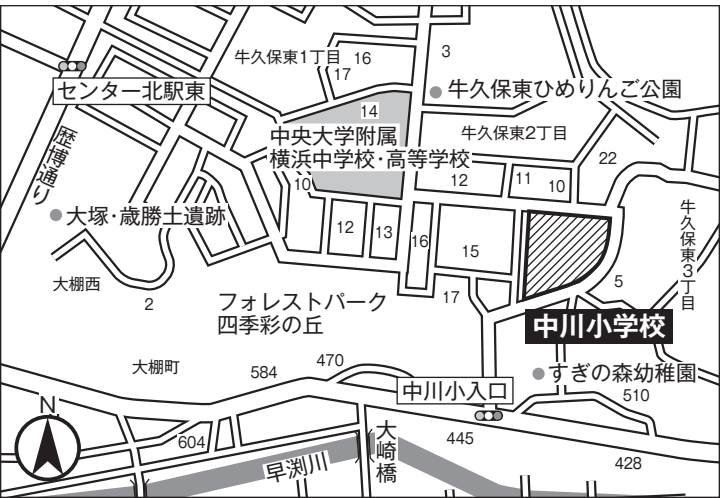 牛久保東1丁目
16
17
3
センター北駅東
牛久保東ひめりんご公園
14
牛久保東2丁目
中央大学附属
横浜中学校・高等学校
歴博通り
22
10
12
11
10
大塚・歳勝土遺跡
12
13
16
15
牛久保東3丁目
大棚西
2
17
5
フォレストパーク
四季彩の丘
中川小学校
大棚町
584
470
中川小入口
すぎの森幼稚園
510
N
604
早渕川
大崎橋
445
428